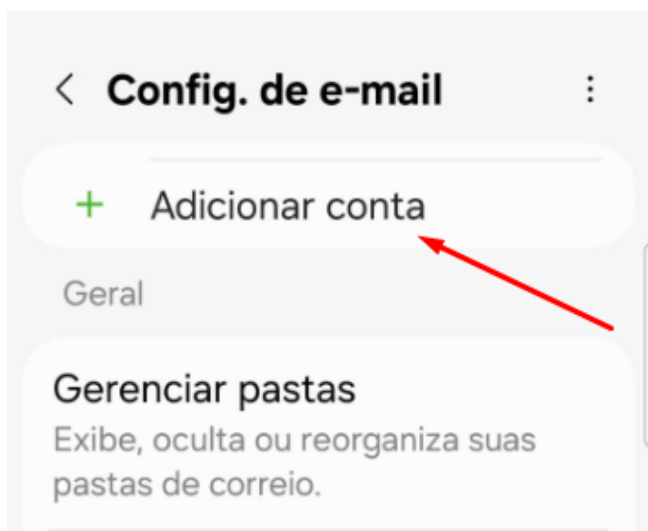 Config. de e-mail
Adicionar conta
Geral
Gerenciar pastas
Exibe, oculta ou reorganiza suas
pastas de correio.